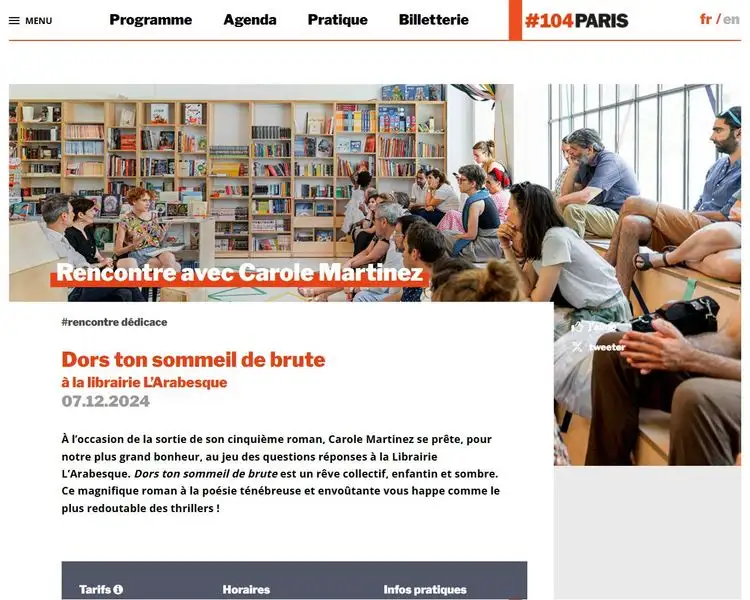 MENU
Programme Agenda Pratique Billetterie
#104PARIS
fr / en
Rencontre avec Carole Martinez
#rencontre dédicace
j'aime
tweeter
Dors ton sommeil de brute
à la librairie L'Arabesque
07.12.2024
À l'occasion de la sortie de son cinquième roman, Carole Martinez se prête, pour
notre plus grand bonheur, au jeu des questions réponses à la Librairie
L'Arabesque. Dors ton sommeil de brute est un rêve collectif, enfantin et sombre.
Ce magnifique roman à la poésie ténébreuse et envoûtante vous happe comme le
plus redoutable des thrillers !
Tarifs Horaires Infos pratiques